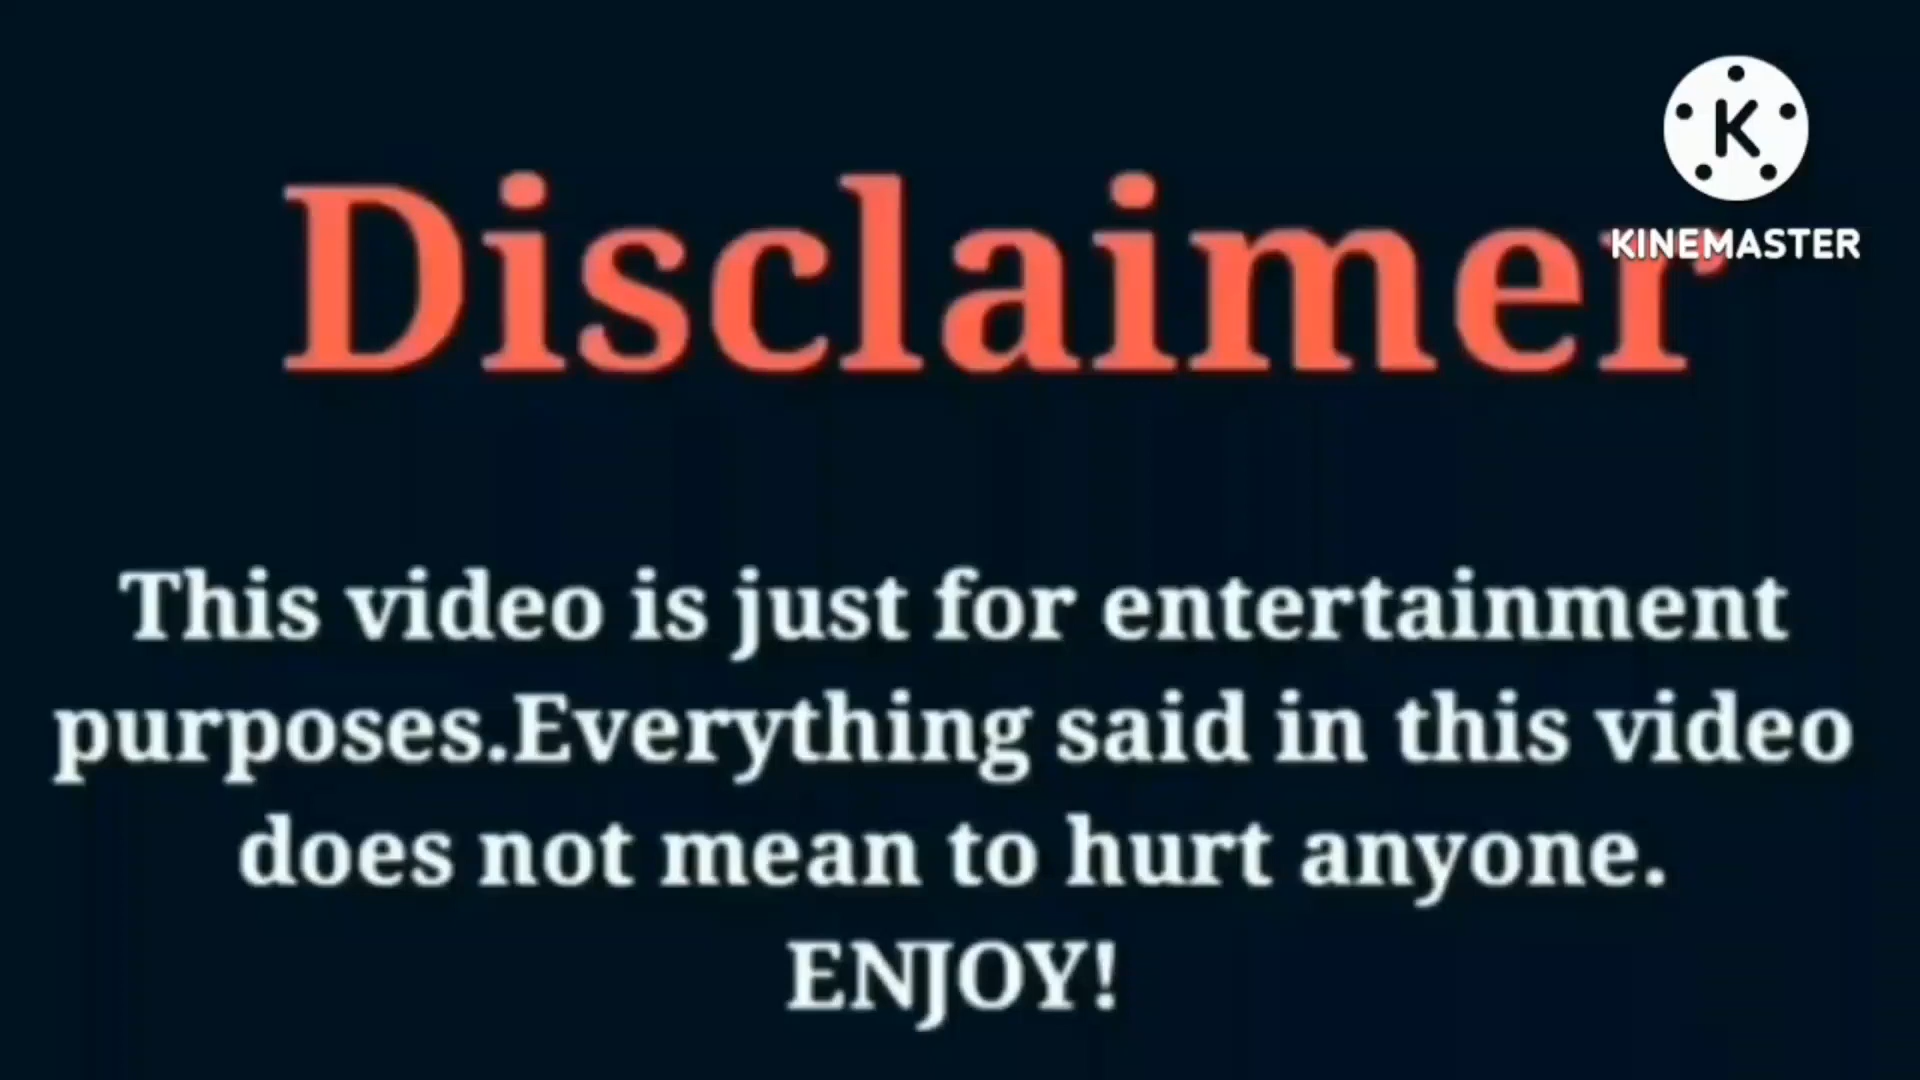 K
KINEMASTER
Disclaimer
This video is just for entertainment
purposes.Everything said in this video
does not mean to hurt anyone.
ENJOY!